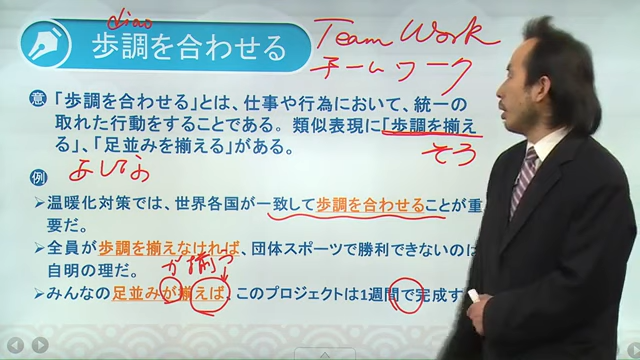 diao
歩調を合わせる
Team Work
チームワーク
意 「歩調を合わせる」とは、仕事や行為において、統一の
取れた行動をすることである。類似表現に「歩調を揃え
る」、「足並みを揃える」がある。
そろ
あしなみ
例
➢温暖化対策では、世界各国が一致して歩調を合わせることが重
要だ。
➢全員が歩調を揃えなければ、団体スポーツで勝利できないのは
自明の理だ。
が揃っ
➢みんなの足並みが揃えば、このプロジェクトは1週間で完成す